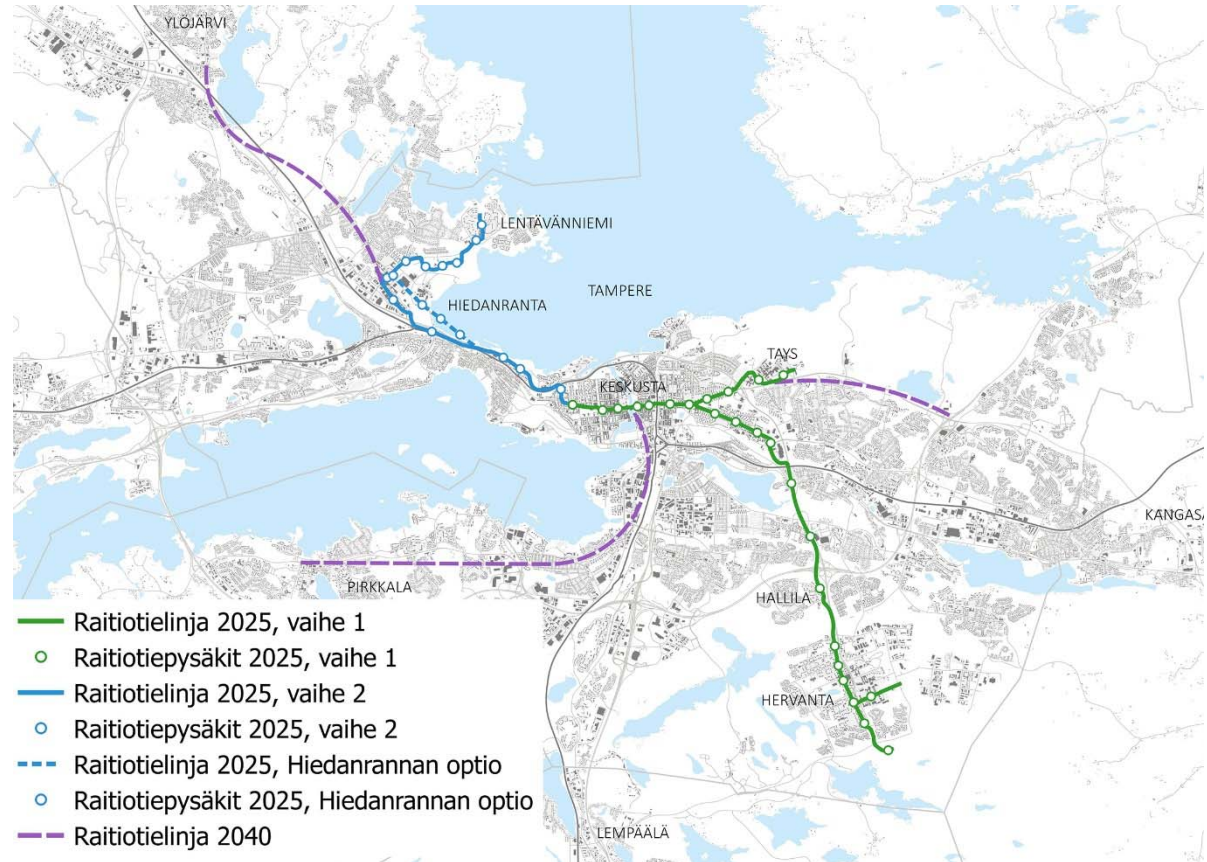 YLÖJÄRVI
LENTÄVÄNNIEMI
HIEDANRANTA
TAMPERE
TAYS
KESKUSTA
KANGASA
PIRKKALA
HALLILA
HERVANTA
LEMPÄÄLÄ
Raitiotielinja 2025, vaihe 1
Raitiotiepysäkit 2025, vaihe 1
Raitiotielinja 2025, vaihe 2
Raitiotiepysäkit 2025, vaihe 2
Raitiotielinja 2025, Hiedanrannan optio
Raitiotiepysäkit 2025, Hiedanrannan optio
Raitiotielinja 2040